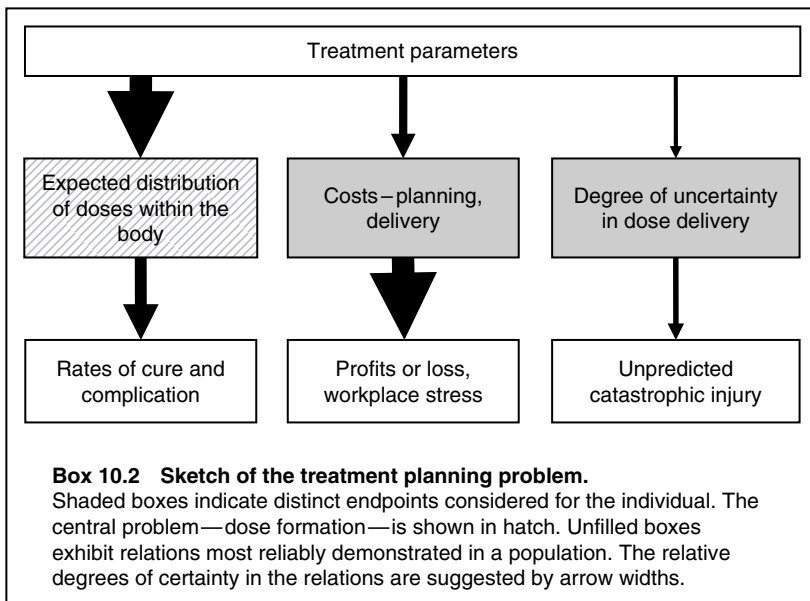 Treatment parameters
Expected distribution
of doses within the
body
Costs–planning,
delivery
Degree of uncertainty
in dose delivery
Rates of cure and
complication
Profits or loss,
workplace stress
Unpredicted
catastrophic injury
Box 10.2 Sketch of the treatment planning problem.
Shaded boxes indicate distinct endpoints considered for the individual. The
central problem—dose formation—is shown in hatch. Unfilled boxes
exhibit relations most reliably demonstrated in a population. The relative
degrees of certainty in the relations are suggested by arrow widths.